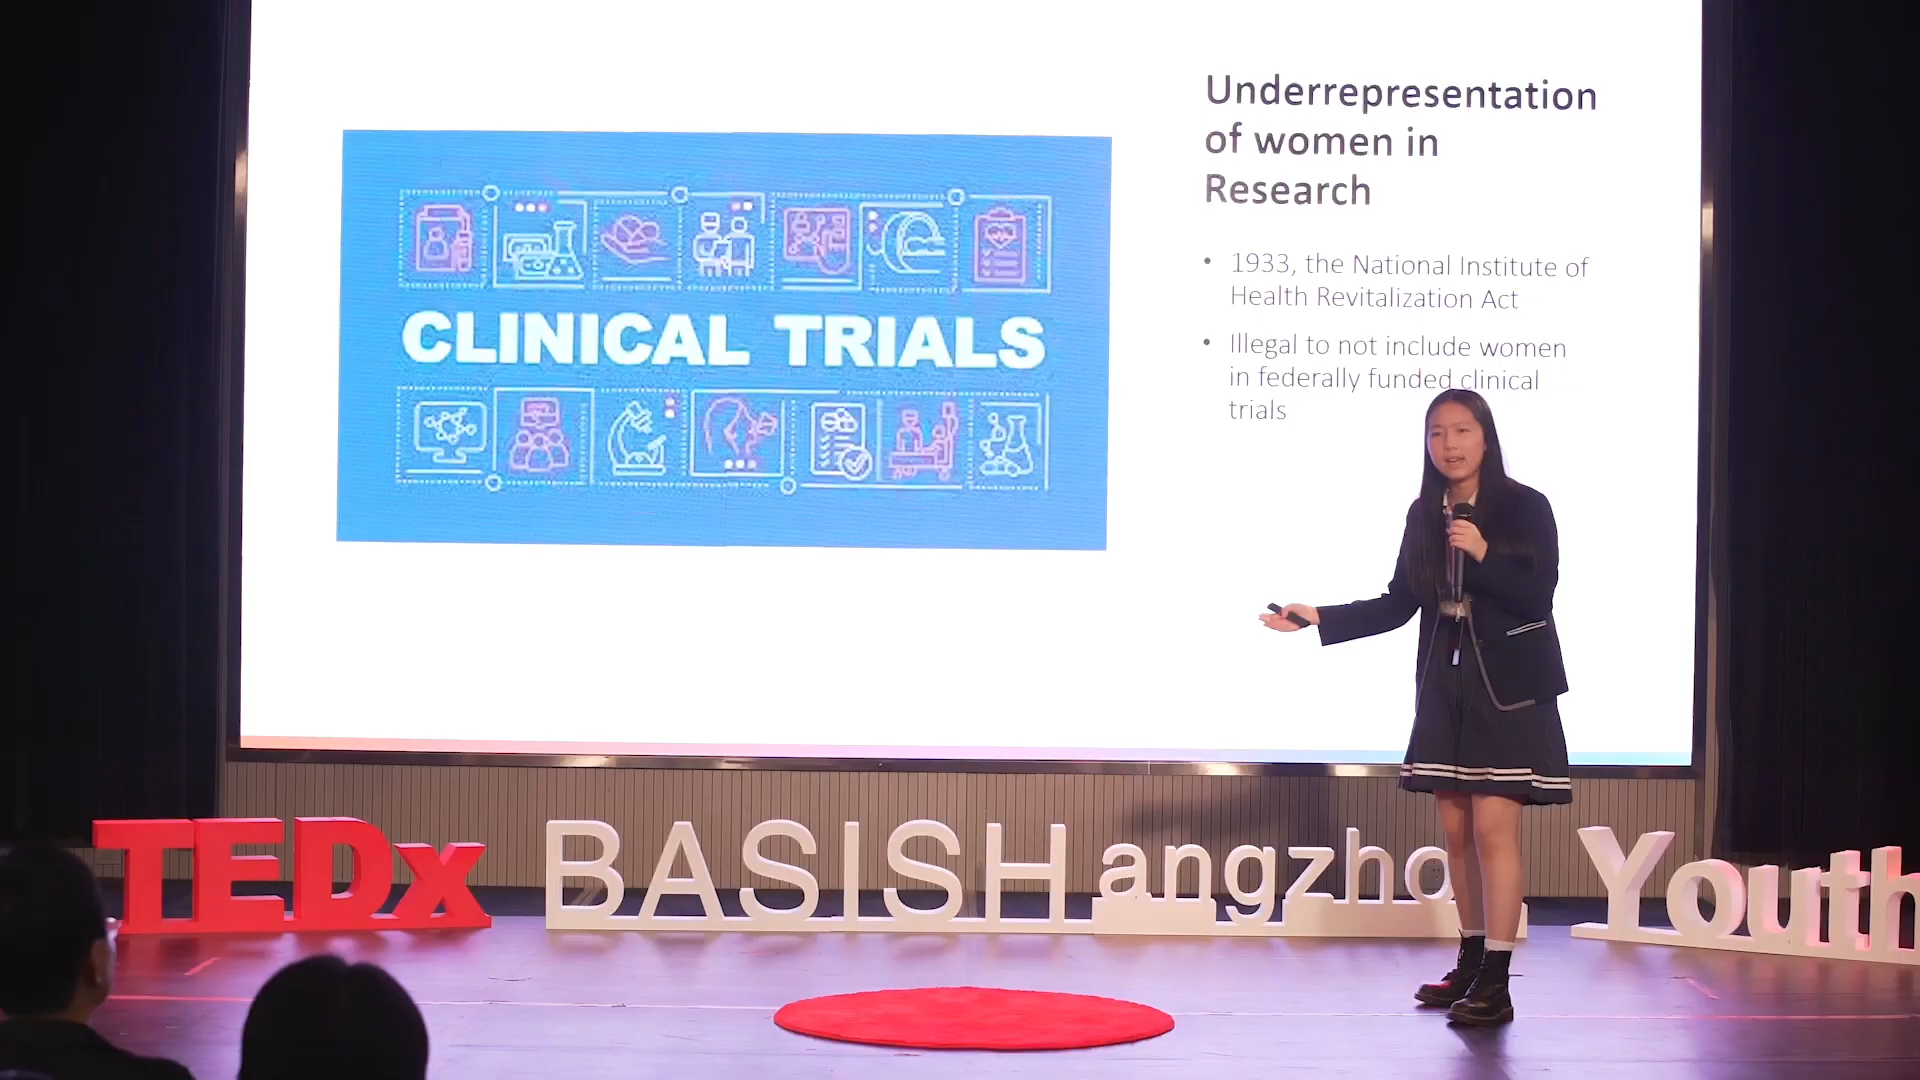 Underrepresentation
of women in
Research
• 1933, the National Institute of
Health Revitalization Act
• Illegal to not include women
in federally funded clinical
trials
CLINICAL TRIALS
TEDx
BASISHangzho
Youth